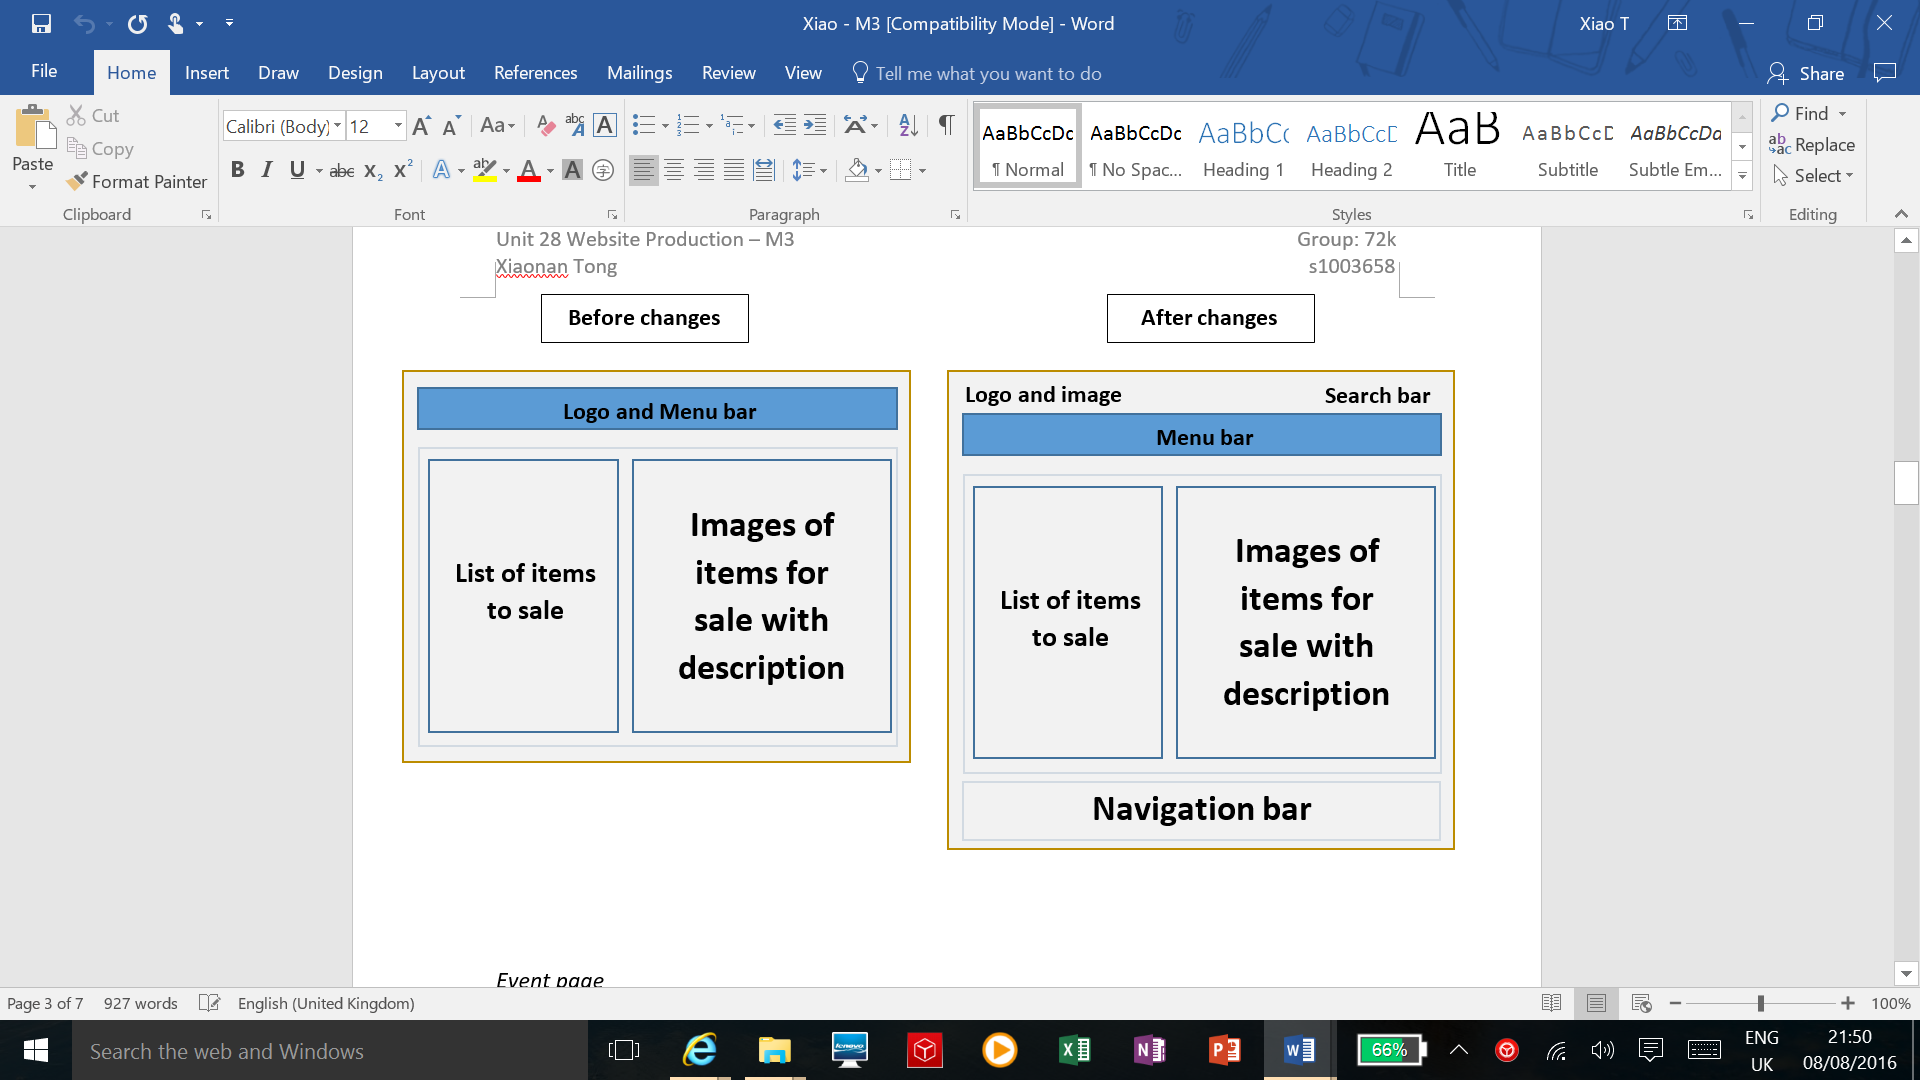 Xiao - M3 [Compatibility Mode] - Word
Xiao T
File Home Insert Draw Design Layout References Mailings Review View Tell me what you want to do
Share
Paste
Cut
Copy
Format Painter
Clipboard
Calibri (Body) 12
Font
Paragraph
AaBbCcDc AaBbCcDc AaBbCc AaBbCcD AaB AaBbCcD AaBbCcDa
¶ Normal ¶ No Spac... Heading 1 Heading 2 Title Subtitle Subtle Em...
Styles
Find
Replace
Select
Editing
Unit 28 Website Production – M3 Group: 72k
Xiaonan Tong s1003658
Before changes
Logo and Menu bar
List of items
to sale
Images of
items for
sale with
description
After changes
Logo and image Search bar
Menu bar
List of items
to sale
Images of
items for
sale with
description
Navigation bar
Event page
Page 3 of 7 927 words English (United Kingdom) 100%
Search the web and Windows
66%
ENG
UK
21:50
08/08/2016